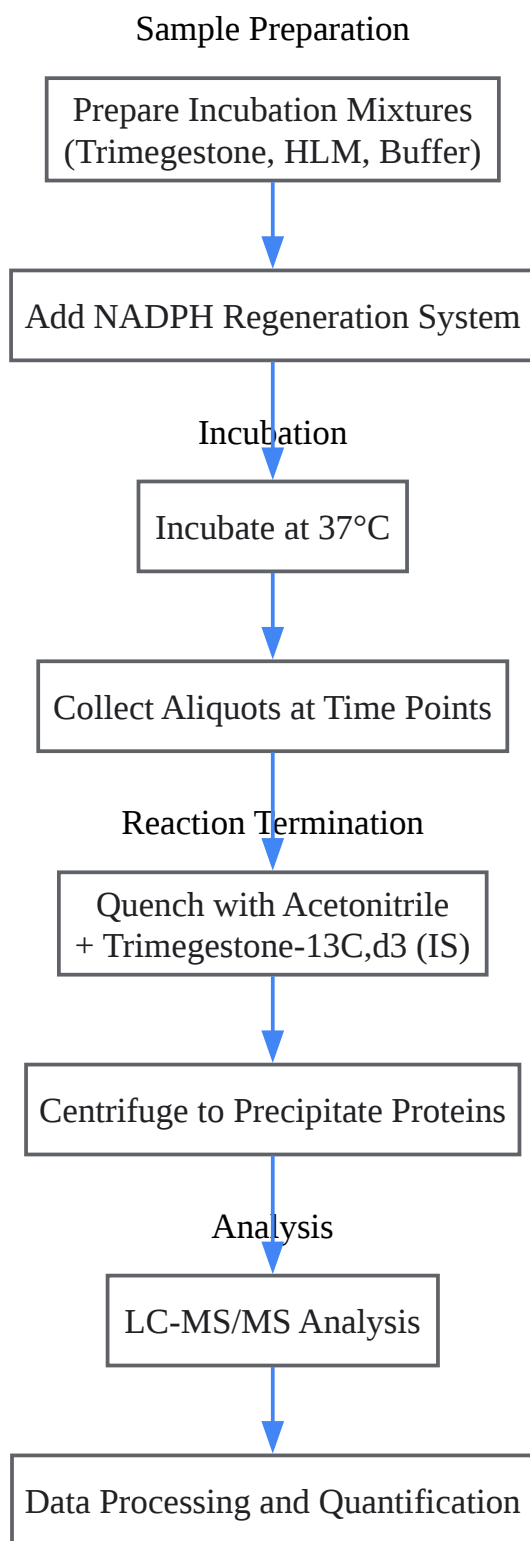 Sample Preparation
Prepare Incubation Mixtures
(Trimegestone, HLM, Buffer)
Add NADPH Regeneration System
Incubation
Incubate at 37°C
Collect Aliquots at Time Points
Reaction Termination
Quench with Acetonitrile
+ Trimegestone-13C,d3 (IS)
Centrifuge to Precipitate Proteins
Analysis
LC-MS/MS Analysis
Data Processing and Quantification